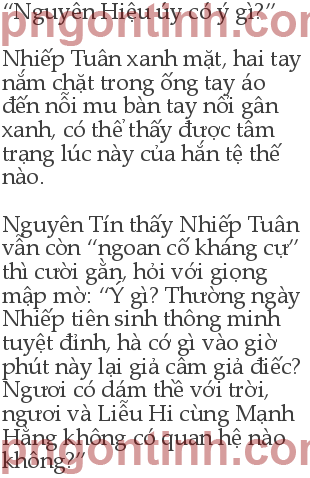 “Nguyên Hiệu úy có ý gì?”
Nhiếp Tuân xanh mặt, hai tay
nắm chặt trong ống tay áo
đến nỗi mu bàn tay nổi gân
xanh, có thể thấy được tâm
trạng lúc này của hắn tệ thế
nào.
Nguyên Tín thấy Nhiếp Tuân
vẫn còn “ngoan cố kháng cự”
thì cười gằn, hỏi với giọng
mập mờ: “Ý gì? Thường ngày
Nhiếp tiên sinh thông minh
tuyệt đỉnh, hà cớ gì vào giờ
phút này lại giả câm giả điếc?
Ngươi có dám thề với trời,
ngươi và Liễu Hi cùng Mạnh
Hằng không có quan hệ nào
không?”
pngontinh.com
pngontinh.com